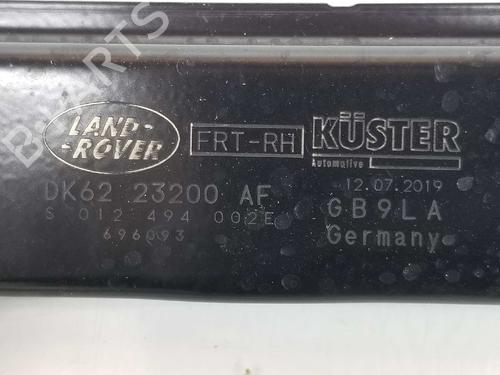 LAND-
-ROVER
FRT-RH
KÜSTER
Automotive
DK62 23200 AF
12.07.2019
S 012 494 002E
GB9LA
696093
Germany